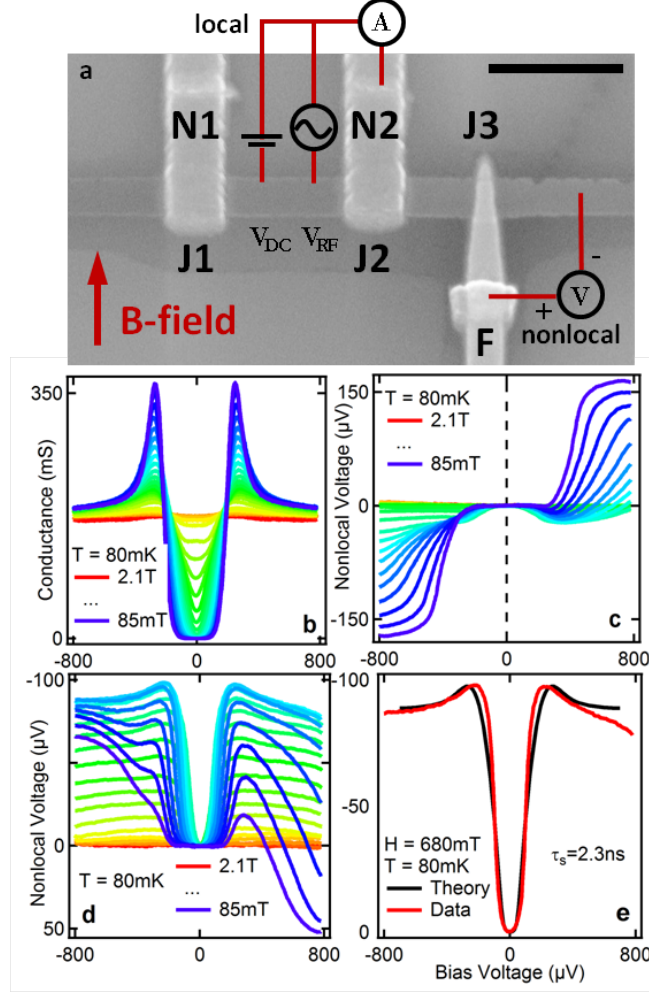 local
A
a
N1
N2
J3
V_DC
V_RF
J1
J2
B-field
-
+
V
nonlocal
F
350
Conductance (mS)
T = 80mK
2.1T
...
85mT
0
b
-800
0
800
150
Nonlocal Voltage (µV)
T = 80mK
2.1T
...
85mT
0
-150
c
-800
0
800
-100
Nonlocal Voltage (µV)
0
T = 80mK
2.1T
...
85mT
50
d
-800
0
800
-100
-50
H = 680mT
T = 80mK
Theory
Data
τs=2.3ns
0
e
-800
0
800
Bias Voltage (µV)